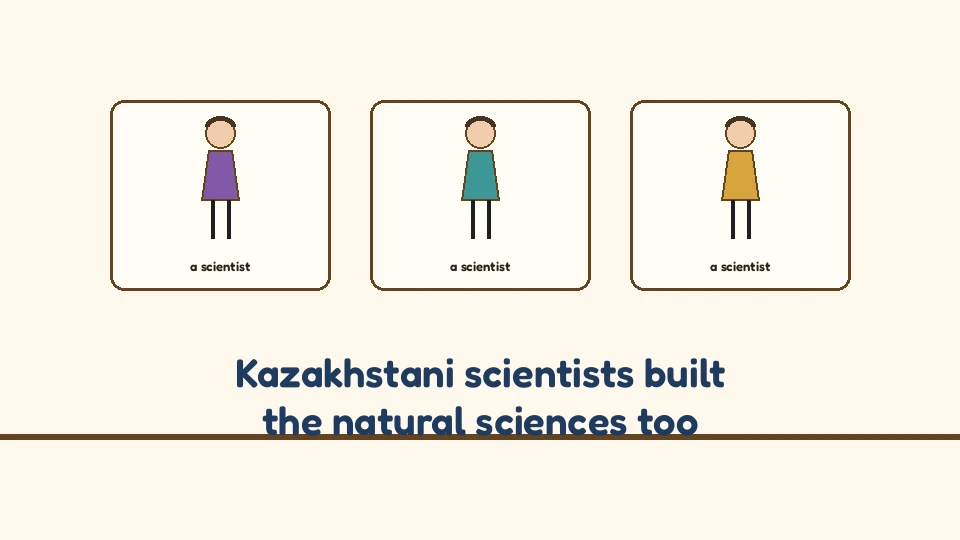 a scientist
a scientist
a scientist
Kazakhstani scientists built
the natural sciences too